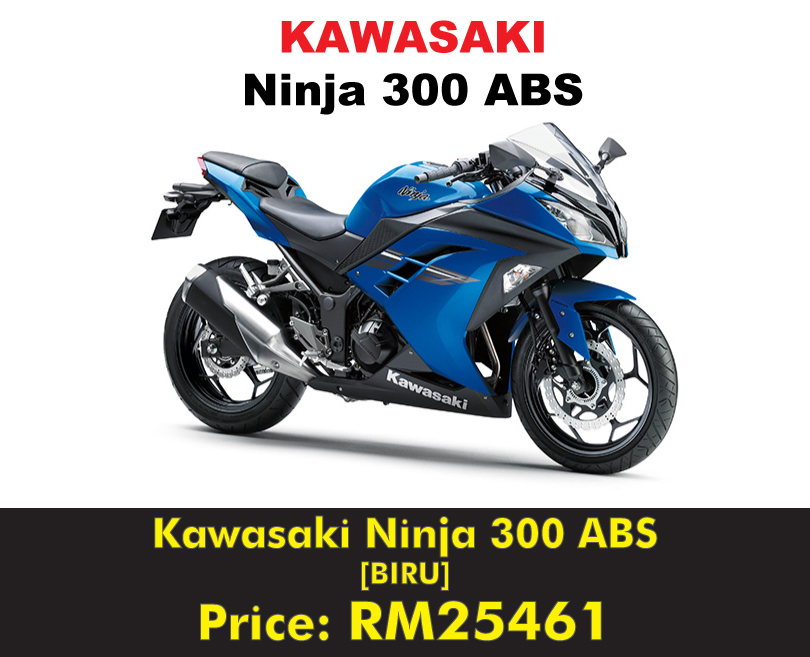 KAWASAKI
Ninja 300 ABS
Ninja
Kawasaki
Kawasaki Ninja 300 ABS
[BIRU]
Price: RM25461